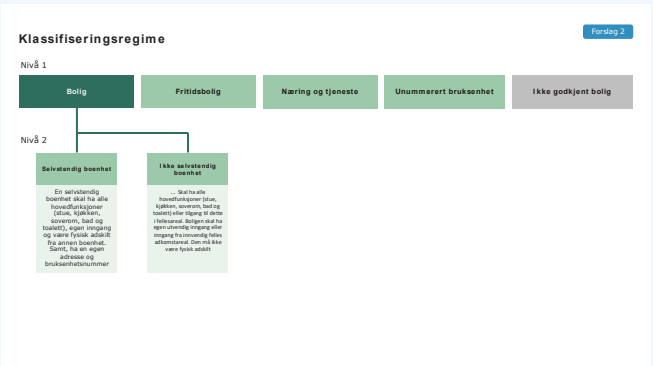 Forslag 2
Klassifiseringsregime
Nivå 1
Bolig
Fritidsbolig
Næring og tjeneste
Unummerert bruksenhet
Ikke godkjent bolig
Nivå 2
Selvstendig boenhet
En selvstendig
boenhet skal ha alle
hovedfunksjoner
(stue, kjøkken,
soverom, bad og
toalett), egen inngang
og være fysisk adskilt
fra annen boenhet.
Samt, ha en egen
adresse og
bruksenhetsnummer
Ikke selvstendig
boenhet
... Skal ha alle
hovedfunksjoner (stue,
kjøkken, soverom, bad og
toalett) eller tilgang til dette
i fellesareal. Boligen skal ha
egen utvendig inngang eller
inngang fra innvendig felles
adkomstareal. Den må ikke
være fysisk adskilt